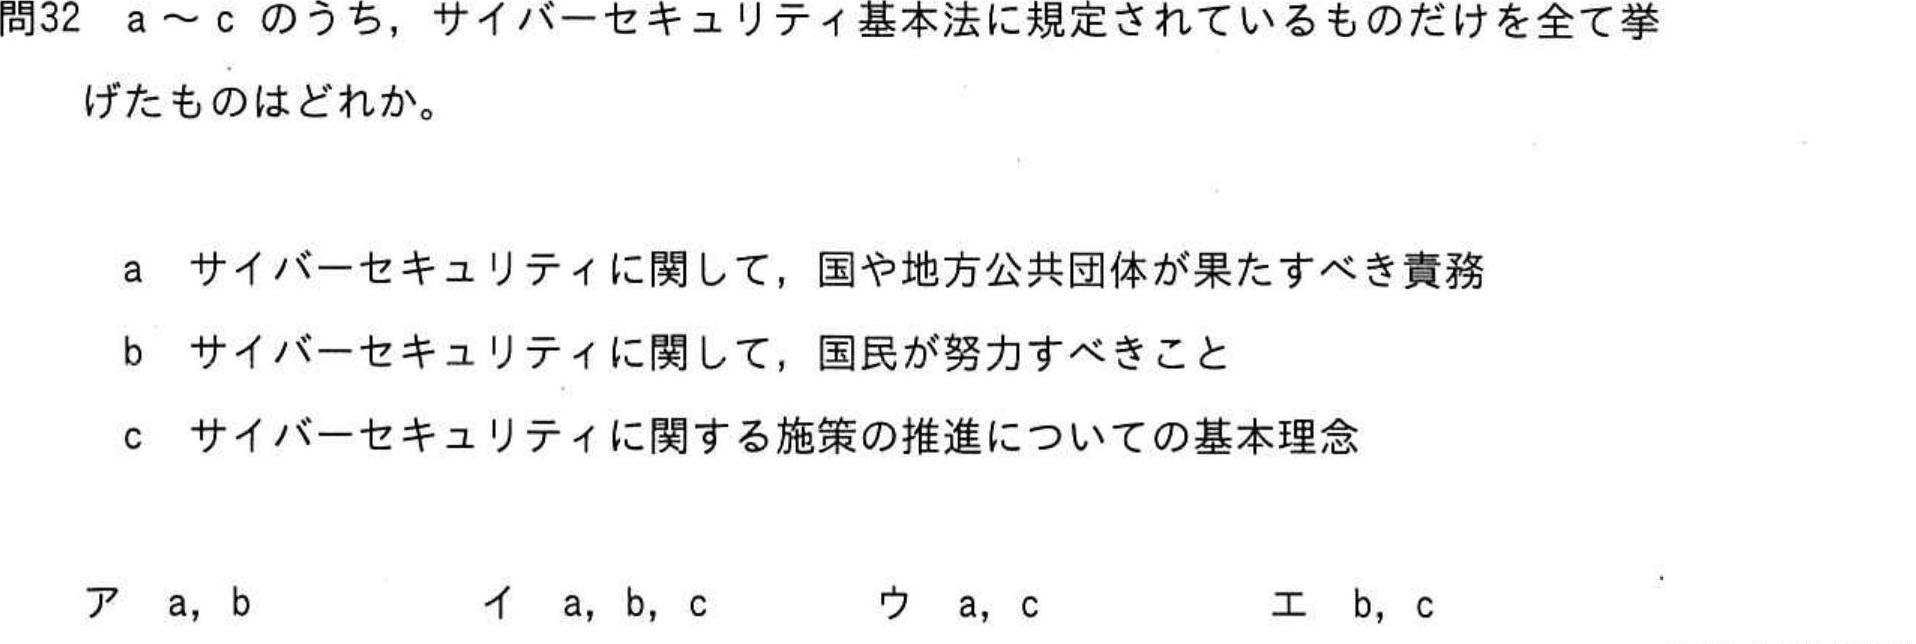 問32 a ～ c のうち，サイバーセキュリティ基本法に規定されているものだけを全て挙
げたものはどれか。
a サイバーセキュリティに関して，国や地方公共団体が果たすべき責務
b サイバーセキュリティに関して，国民が努力すべきこと
c サイバーセキュリティに関する施策の推進についての基本理念
ア a，b イ a，b，c ウ a，c エ b，c